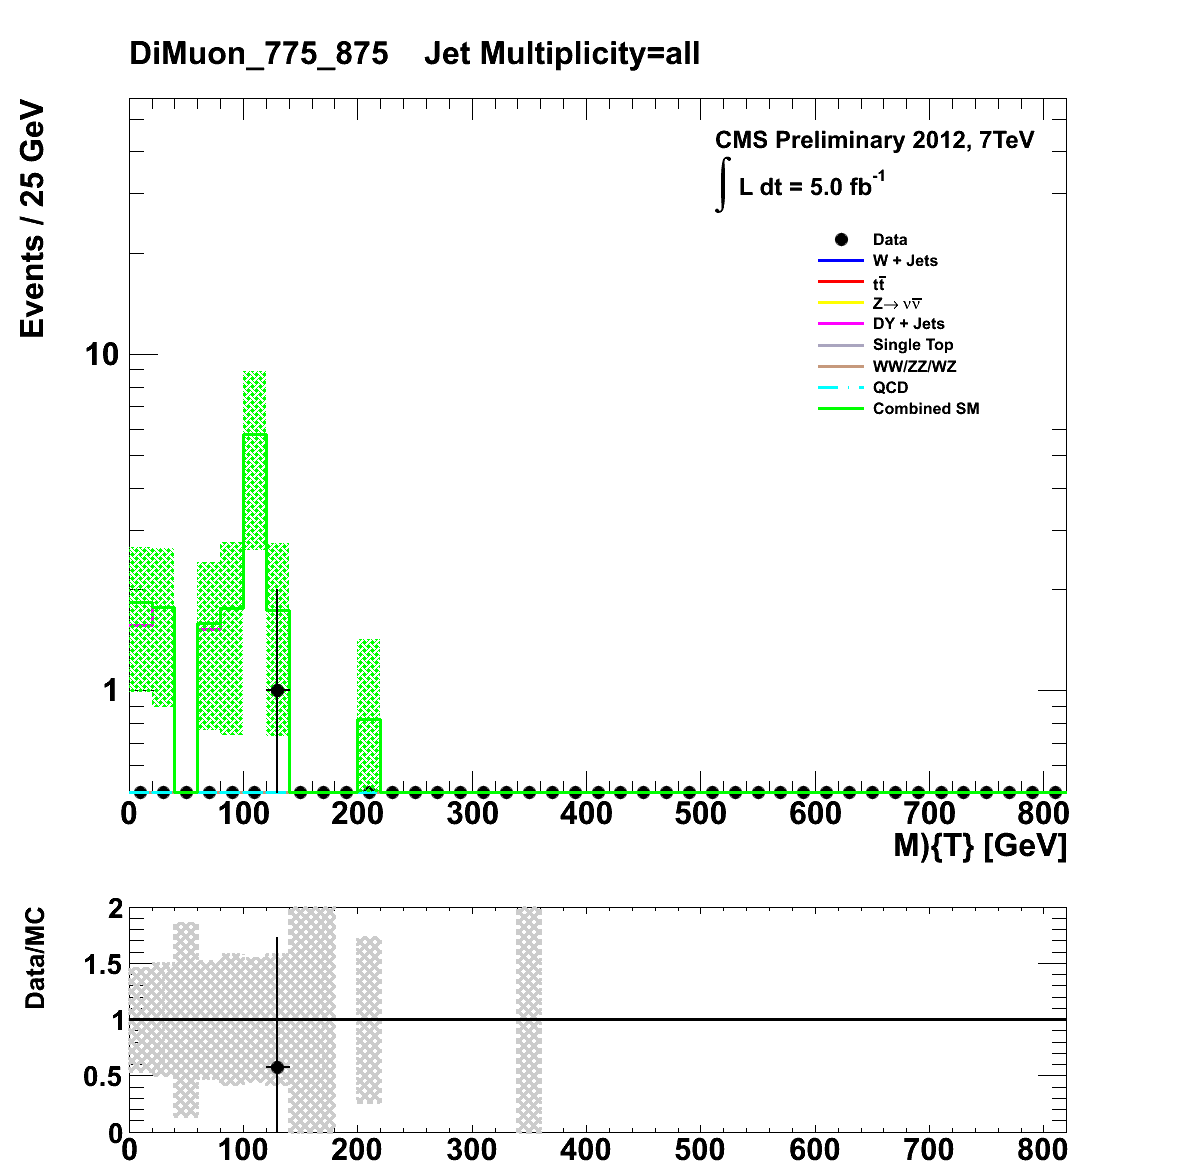 DiMuon_775_875 Jet Multiplicity=all
Events / 25 GeV
CMS Preliminary 2012, 7TeV
∫ L dt = 5.0 fb⁻¹
Data
W + Jets
tt̅
Z→ νν̅
DY + Jets
Single Top
WW/ZZ/WZ
QCD
Combined SM
10
1
0 100 200 300 400 500 600 700 800
M){T} [GeV]
Data/MC
2
1.5
1
0.5
0
0 100 200 300 400 500 600 700 800